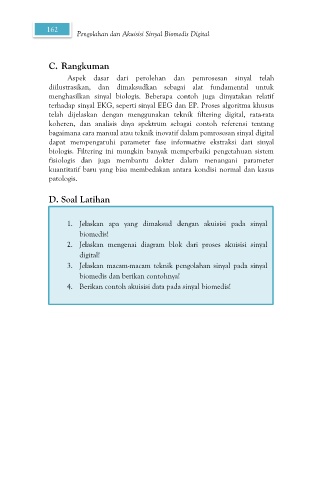 162
Pengolahan dan Akuisisi Sinyal Biomedis Digital
C. Rangkuman
Aspek dasar dari perolehan dan pemrosesan sinyal telah
diilustrasikan, dan dimaksudkan sebagai alat fundamental untuk
menghasilkan sinyal biologis. Beberapa contoh juga dinyatakan relatif
terhadap sinyal EKG, seperti sinyal EEG dan EP. Proses algoritma khusus
telah dijelaskan dengan menggunakan teknik filtering digital, rata-rata
koheren, dan analisis daya spektrum sebagai contoh referensi tentang
bagaimana cara manual atau teknik inovatif dalam pemrosesan sinyal digital
dapat mempengaruhi parameter fase informative ekstraksi dari sinyal
biologis. Filtering ini mungkin banyak memperbaiki pengetahuan sistem
fisiologis dan juga membantu dokter dalam menangani parameter
kuantitatif baru yang bisa membedakan antara kondisi normal dan kasus
patologis.
D. Soal Latihan
1. Jelaskan apa yang dimaksud dengan akuisisi pada sinyal
biomedis!
2. Jelaskan mengenai diagram blok dari proses akuisisi sinyal
digital!
3. Jelaskan macam-macam teknik pengolahan sinyal pada sinyal
biomedis dan berikan contohnya!
4. Berikan contoh akuisisi data pada sinyal biomedis!